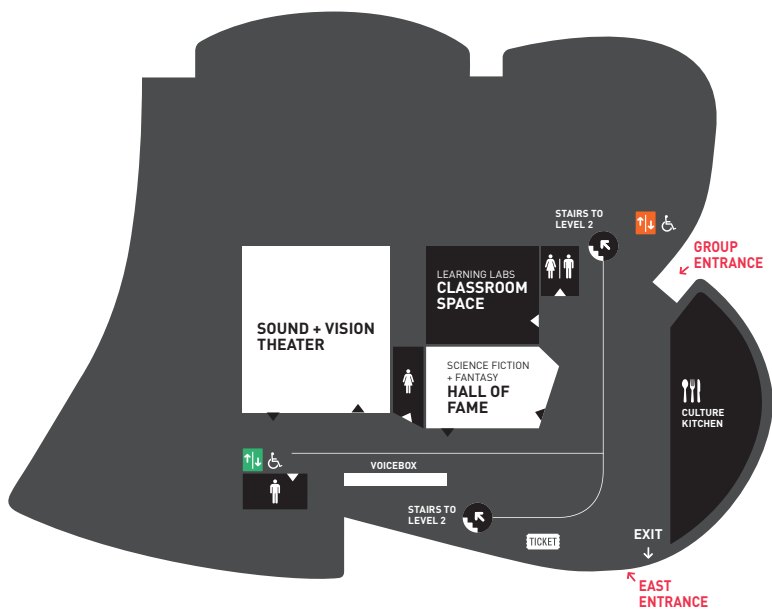 STAIRS TO
LEVEL 2
GROUP
ENTRANCE
LEARNING LABS
CLASSROOM
SPACE
SOUND + VISION
THEATER
SCIENCE FICTION
+ FANTASY
HALL OF
FAME
CULTURE
KITCHEN
VOICEBOX
STAIRS TO
LEVEL 2
TICKET
EXIT
EAST
ENTRANCE